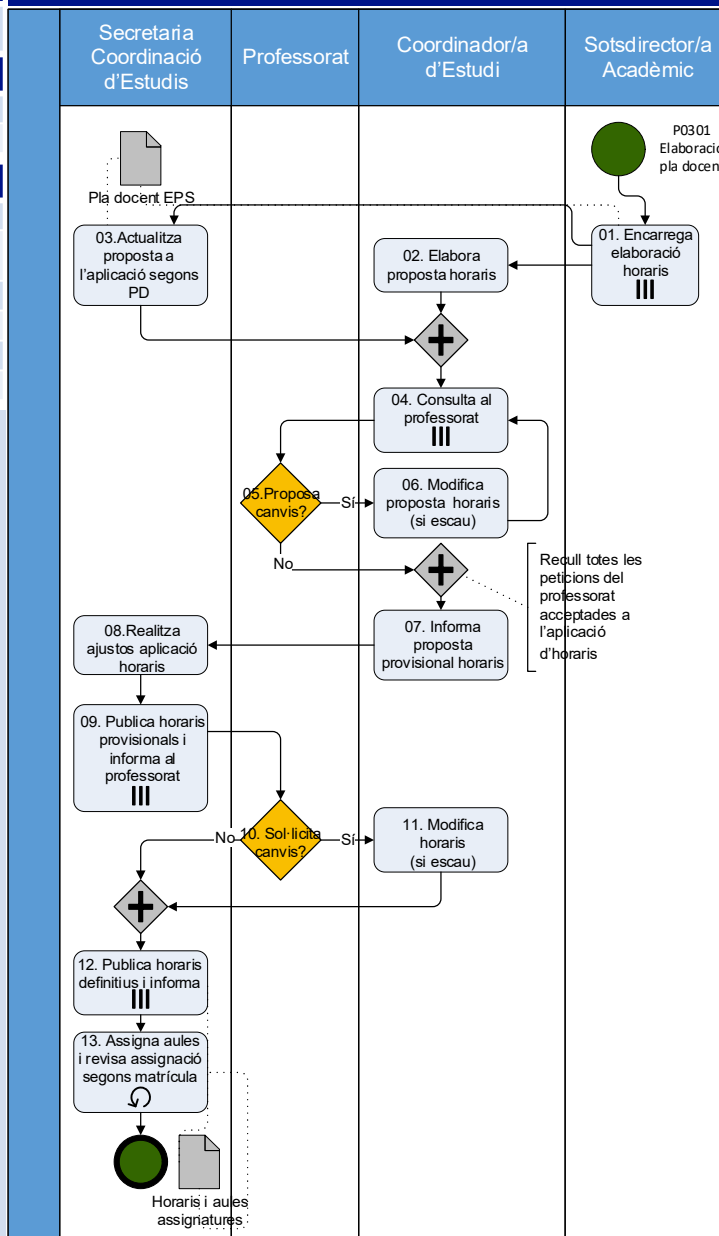 Secretaria
Coordinació
d'Estudis
Professorat
Coordinador/a
d'Estudi
Sotsdirector/a
Acadèmic
P0301
Elaboració
pla docen
Pla docent EPS
01. Encarrega
elaboració
horaris
02. Elabora
proposta horaris
03.Actualitza
proposta a
l'aplicació segons
PD
04. Consulta al
professorat
05.Proposa
canvis?
Sí
06. Modifica
proposta horaris
(si escau)
No
Recull totes les
peticions del
professorat
acceptades a
l'aplicació
d'horaris
07. Informa
proposta
provisional horaris
08.Realitza
ajustos aplicació
horaris
09. Publica horaris
provisionals i
informa al
professorat
10. Sol·licita
canvis?
No
Sí
11. Modifica
horaris
(si escau)
12. Publica horaris
definitius i informa
13. Assigna aules
i revisa assignació
segons matrícula
Horaris i aules
assignatures